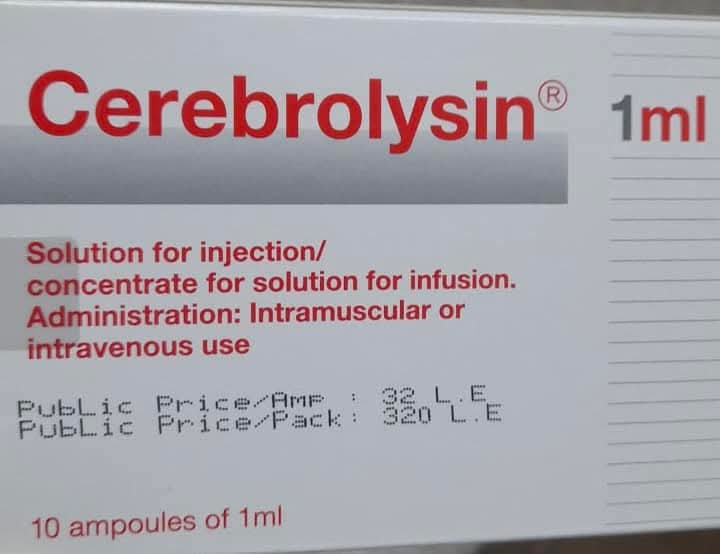 Cerebrolysin® 1ml
Solution for injection/
concentrate for solution for infusion.
Administration: Intramuscular or
intravenous use
Public Price/Amp : 32 L.E
Public Price/Pack: 320 L.E
10 ampoules of 1ml